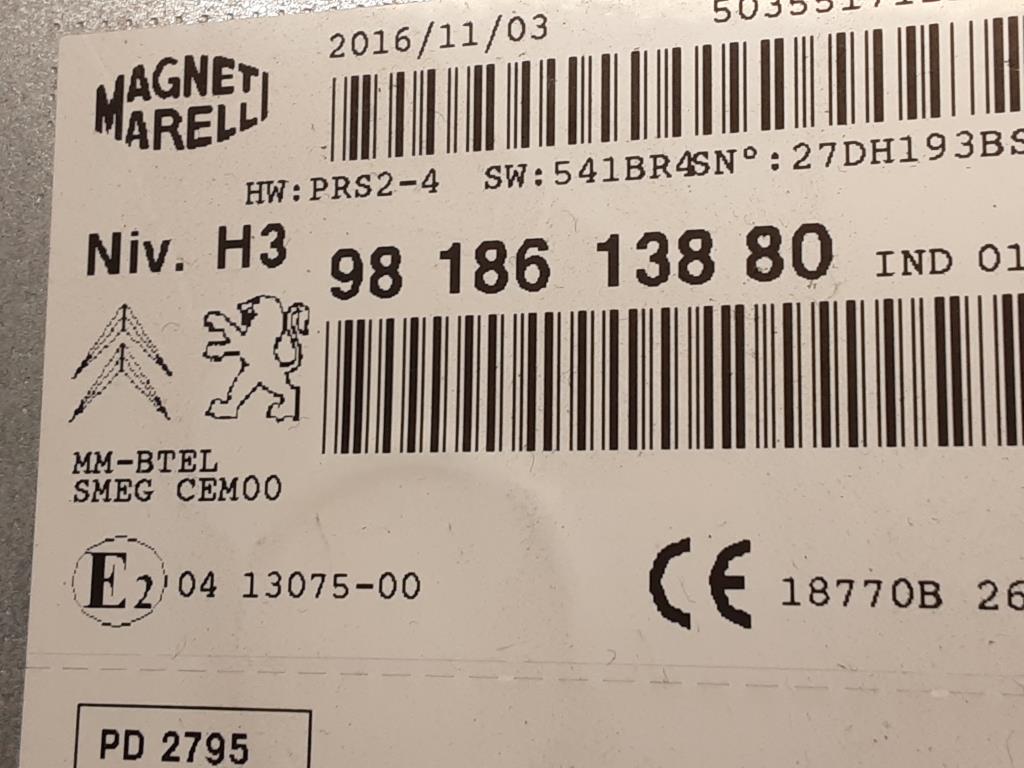 MAGNETI
MARELLI
2016/11/03
HW:PRS2-4 SW:541BR4SN°:27DH193BS
Niv. H3
98 186 138 80 IND 01
MM-BTEL
SMEG CEM00
E2 04 13075-00
CE 18770B 26
PD 2795